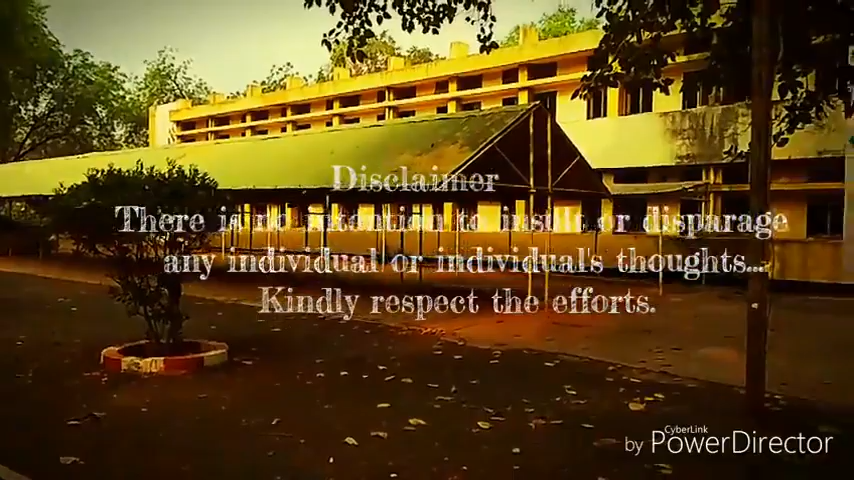 Disclaimer
There is no intention to insult or disparage
any individual or individuals thoughts...
Kindly respect the efforts.
by CyberLink
PowerDirector